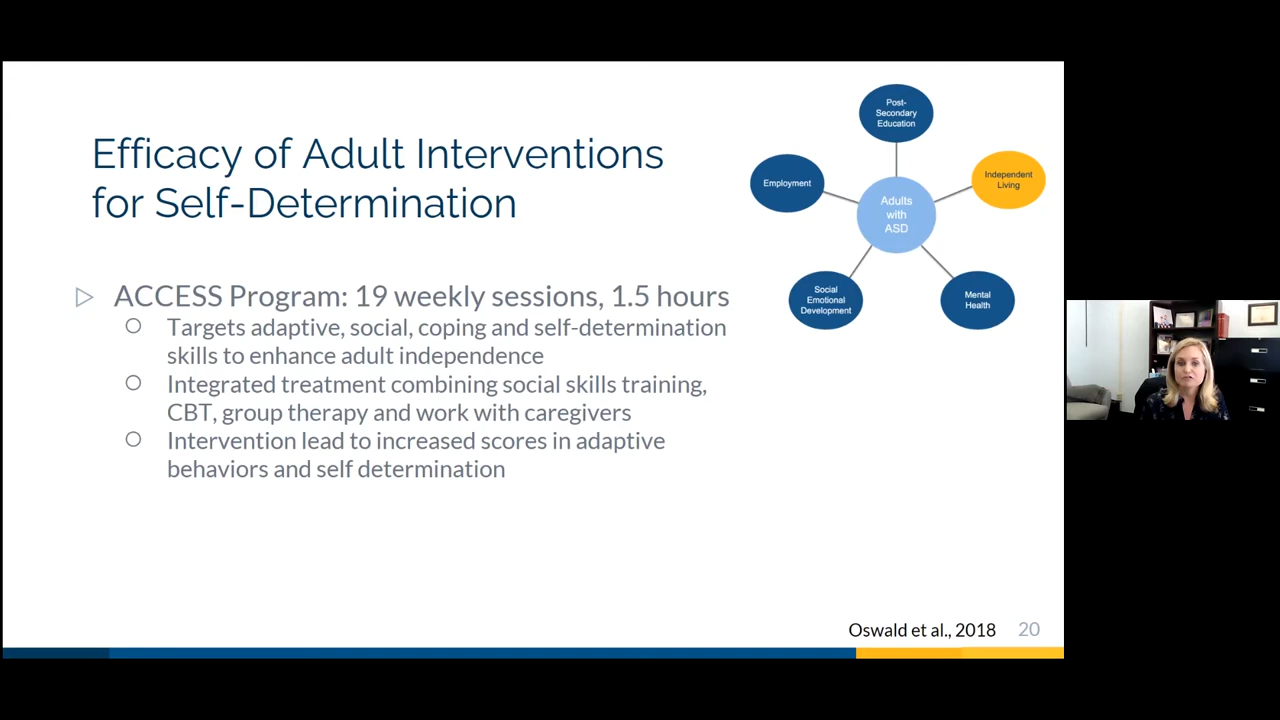 Efficacy of Adult Interventions
for Self-Determination
▷ ACCESS Program: 19 weekly sessions, 1.5 hours
○ Targets adaptive, social, coping and self-determination
skills to enhance adult independence
○ Integrated treatment combining social skills training,
CBT, group therapy and work with caregivers
○ Intervention lead to increased scores in adaptive
behaviors and self determination
Post-
Secondary
Education
Employment
Independent
Living
Adults
with
ASD
Social
Emotional
Development
Mental
Health
Oswald et al., 2018
20